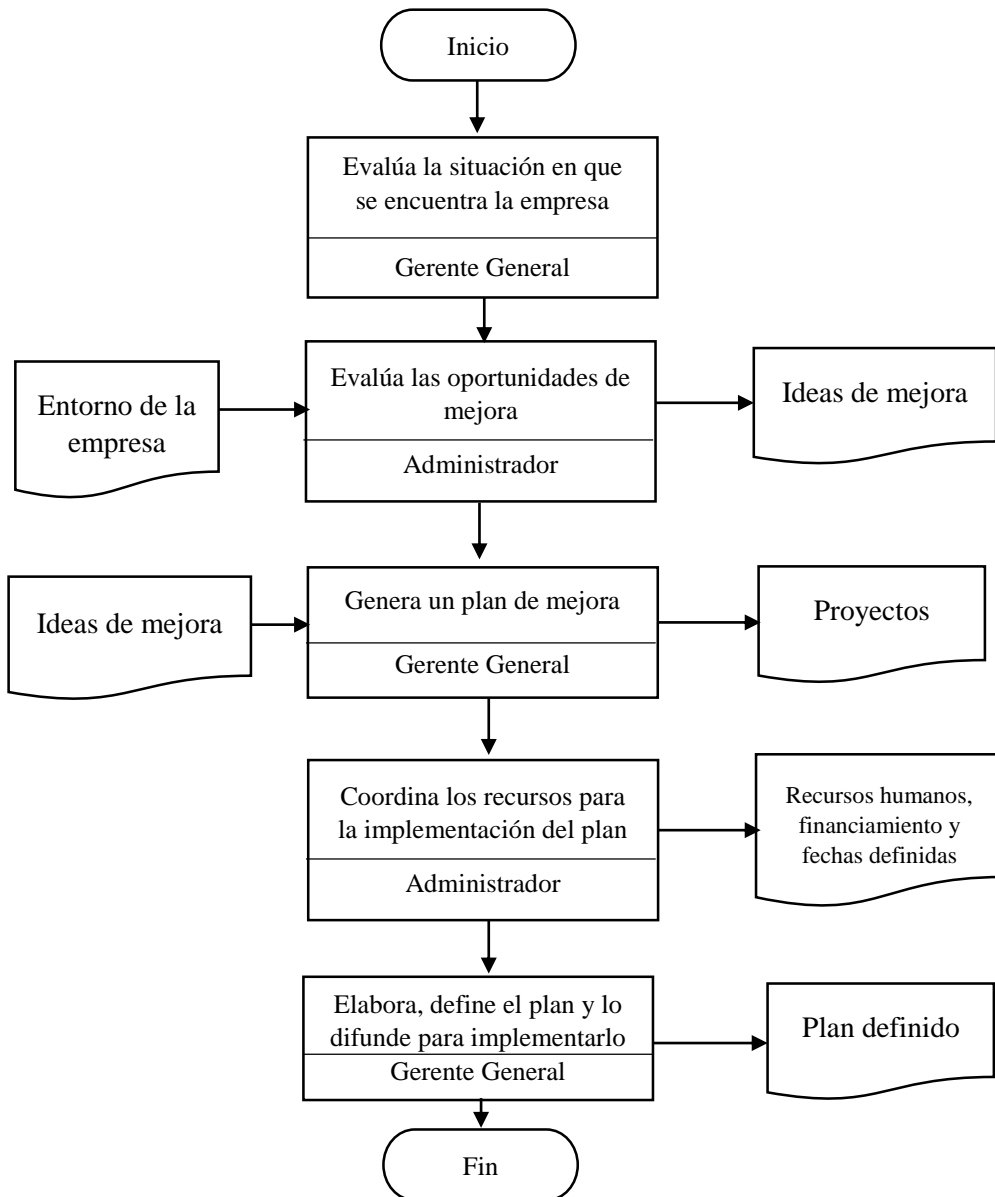 Inicio
Evalúa la situación en que
se encuentra la empresa
Gerente General
Entorno de la
empresa
Evalúa las oportunidades de
mejora
Administrador
Ideas de mejora
Ideas de mejora
Genera un plan de mejora
Gerente General
Proyectos
Coordina los recursos para
la implementación del plan
Administrador
Recursos humanos,
financiamiento y
fechas definidas
Elabora, define el plan y lo
difunde para implementarlo
Gerente General
Plan definido
Fin